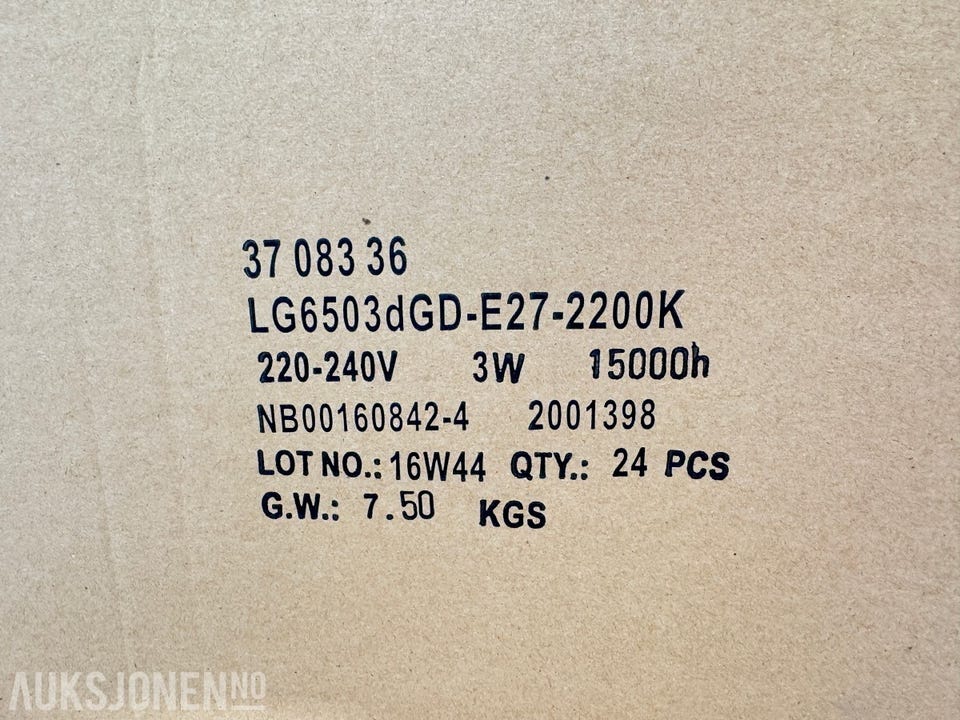 37 083 36
LG6503dGD-E27-2200K
220-240V 3W 15000h
NB00160842-4 2001398
LOT NO.: 16W44 QTY.: 24 PCS
G.W.: 7.50 KGS
AUKSJONEN NO